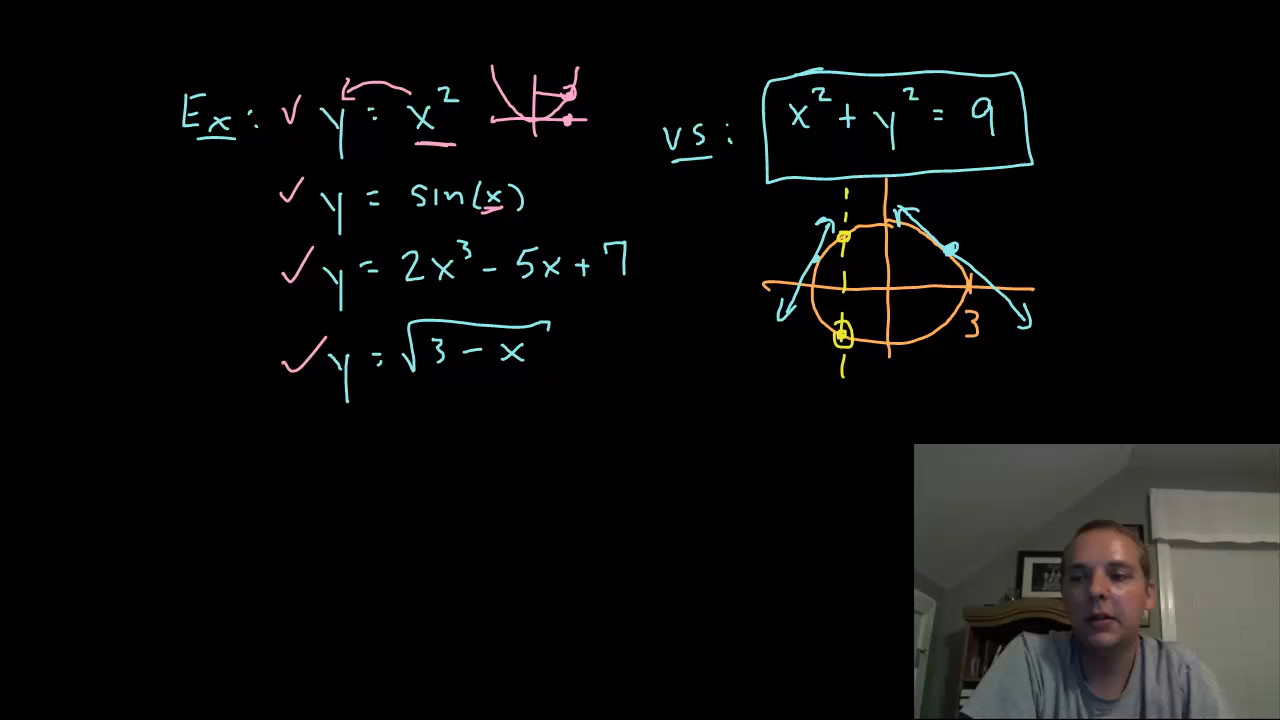 Ex: ✓ y = x²
✓ y = sin(x)
✓ y = 2x³ - 5x + 7
✓ y = √(3 - x)
vs: x² + y² = 9
3